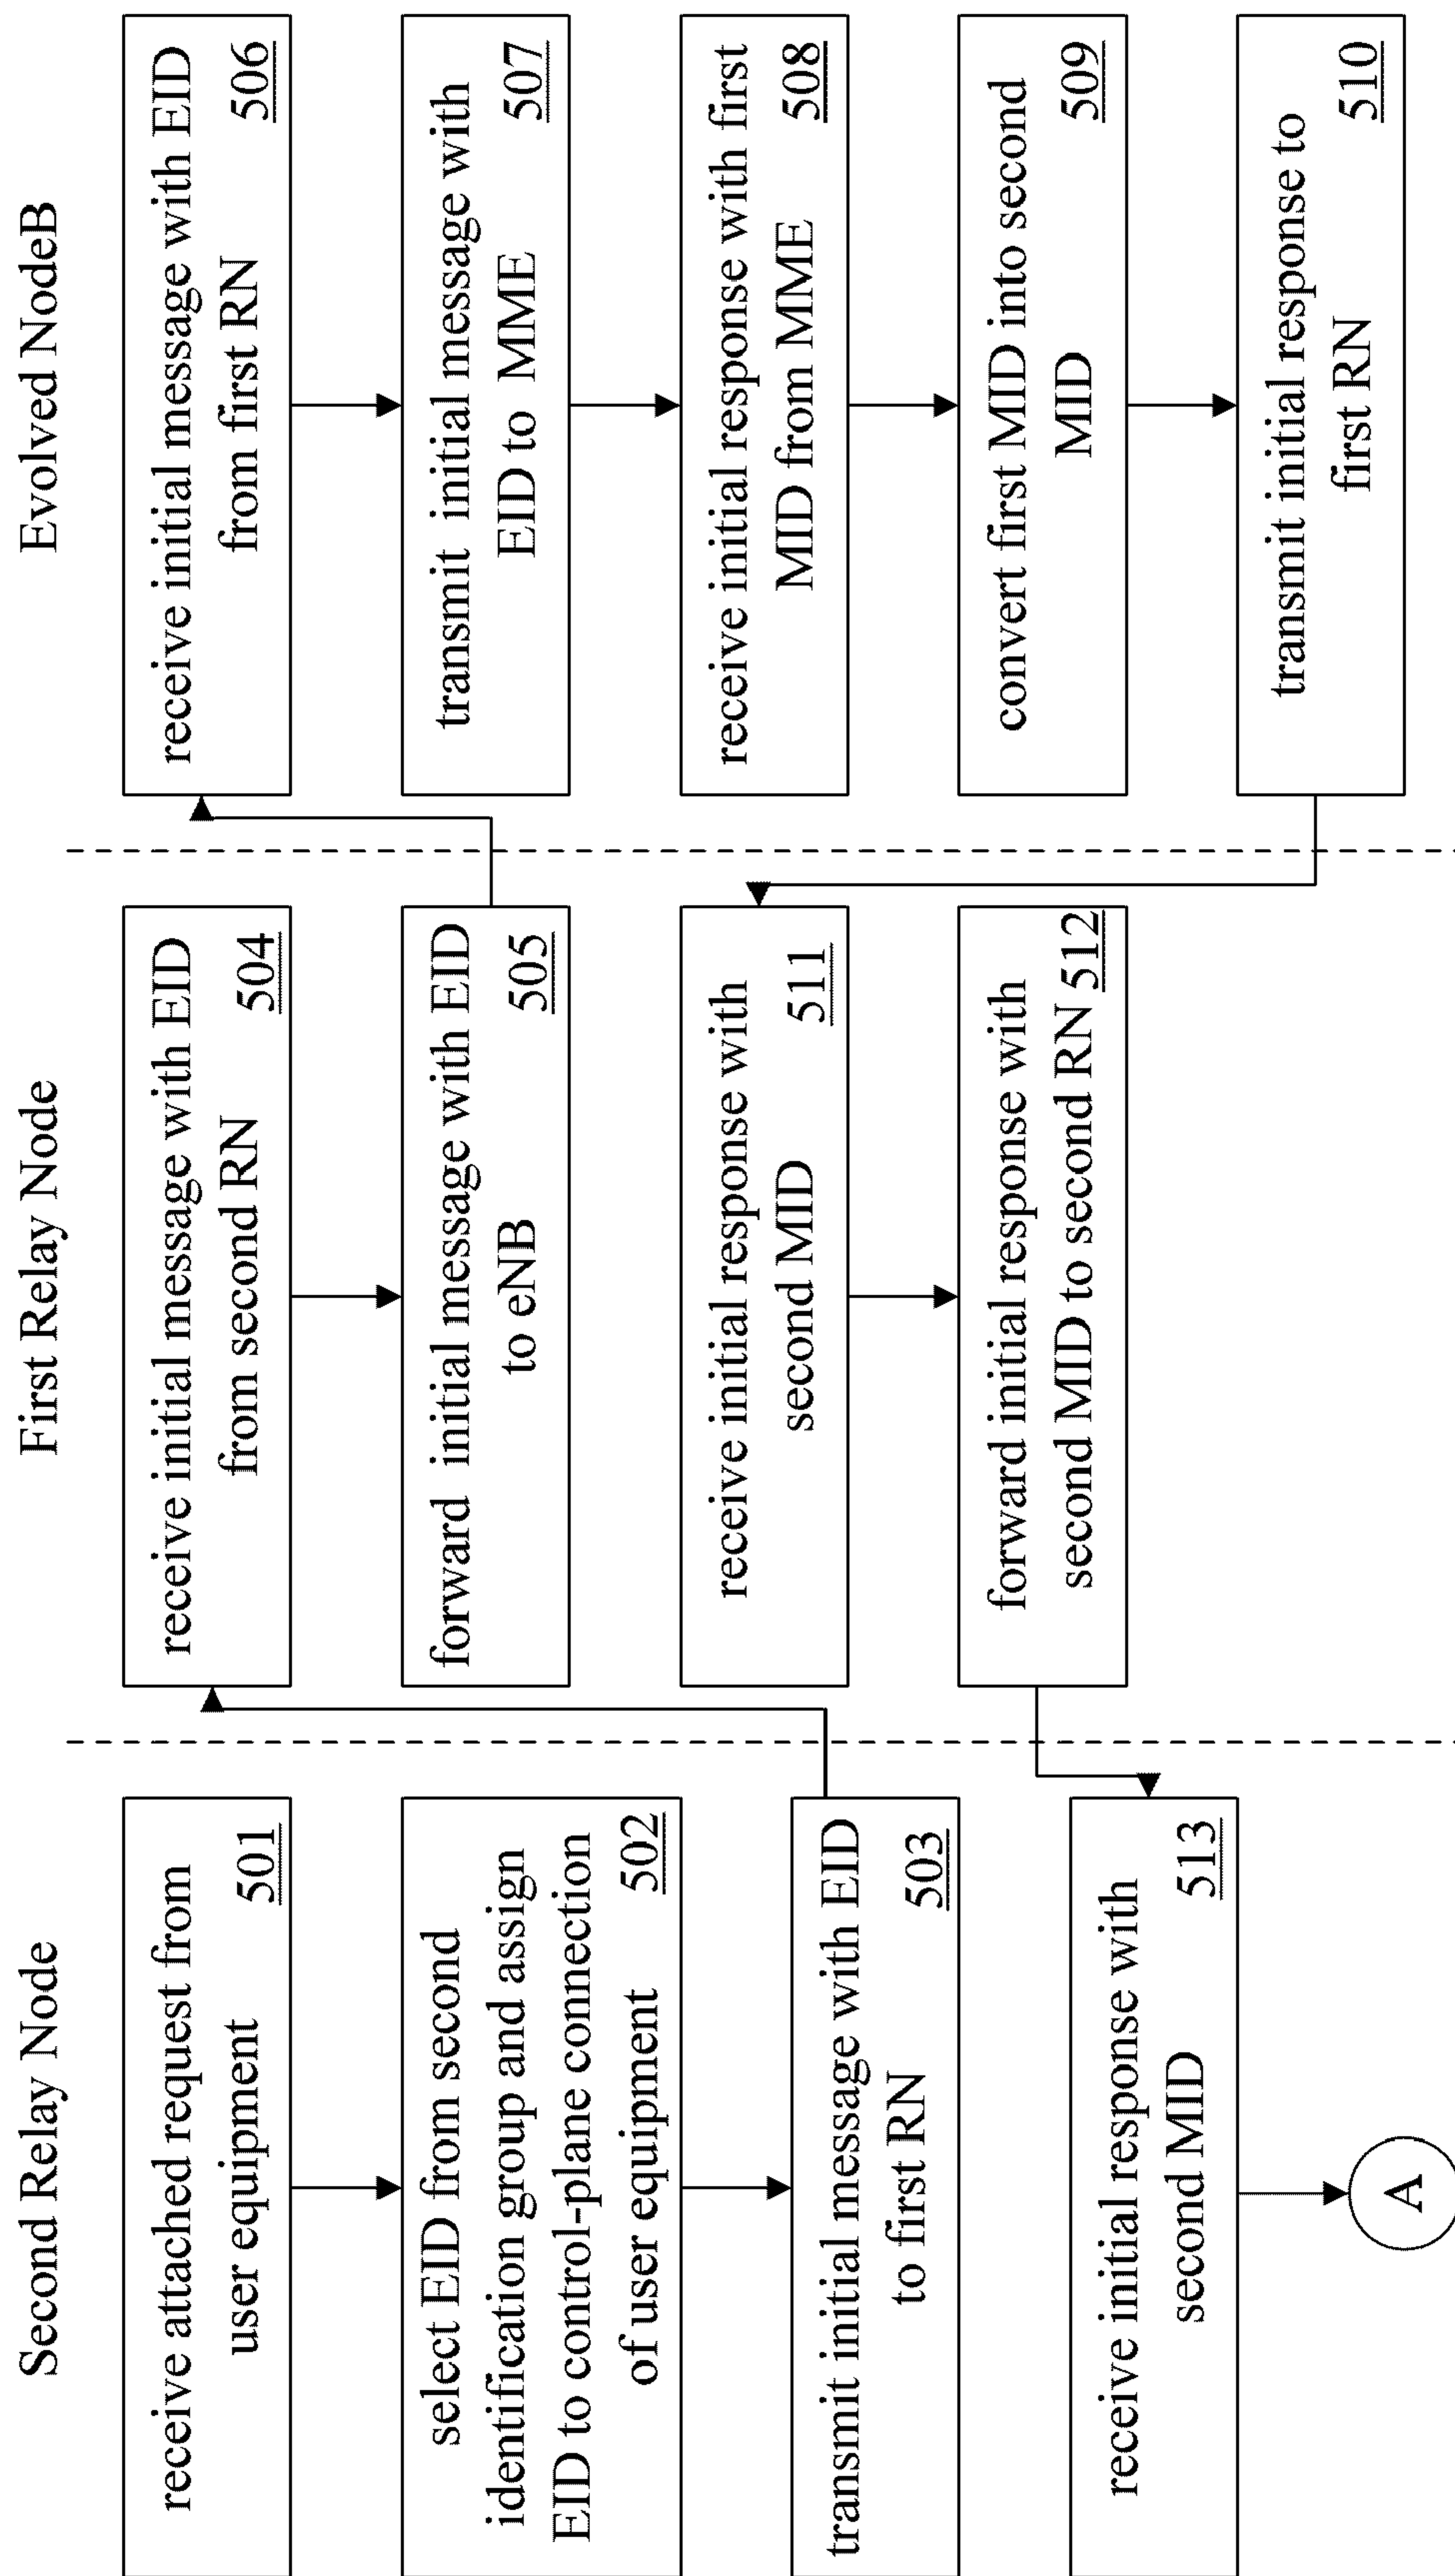 Second Relay Node
receive attached request from
user equipment
501
select EID from second
identification group and assign
EID to control-plane connection
of user equipment
502
transmit initial message with EID
to first RN
503
receive initial response with
second MID
513
A
First Relay Node
receive initial message with EID
from second RN
504
forward initial message with EID
to eNB
505
receive initial response with
second MID
511
forward initial response with
second MID to second RN 512
Evolved NodeB
receive initial message with EID
from first RN
506
transmit initial message with
EID to MME
507
receive initial response with first
MID from MME
508
convert first MID into second
MID
509
transmit initial response to
first RN
510